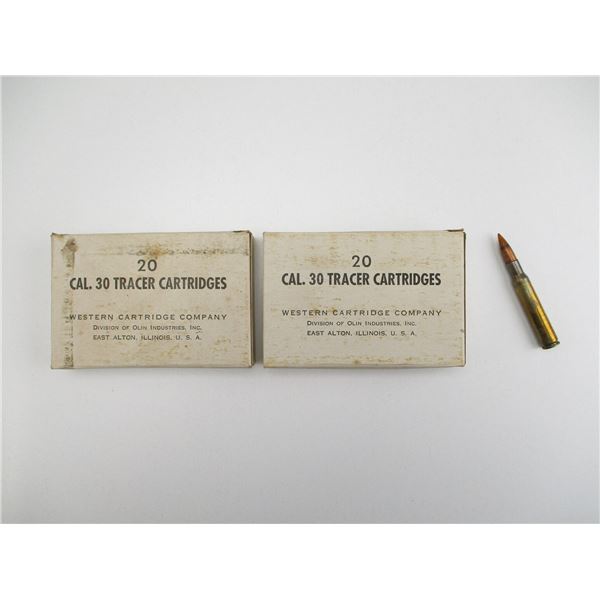 20
CAL. 30 TRACER CARTRIDGES
WESTERN CARTRIDGE COMPANY
DIVISION OF OLIN INDUSTRIES, INC.
EAST ALTON, ILLINOIS, U. S. A.
20
CAL. 30 TRACER CARTRIDGES
WESTERN CARTRIDGE COMPANY
DIVISION OF OLIN INDUSTRIES, INC.
EAST ALTON, ILLINOIS, U. S. A.